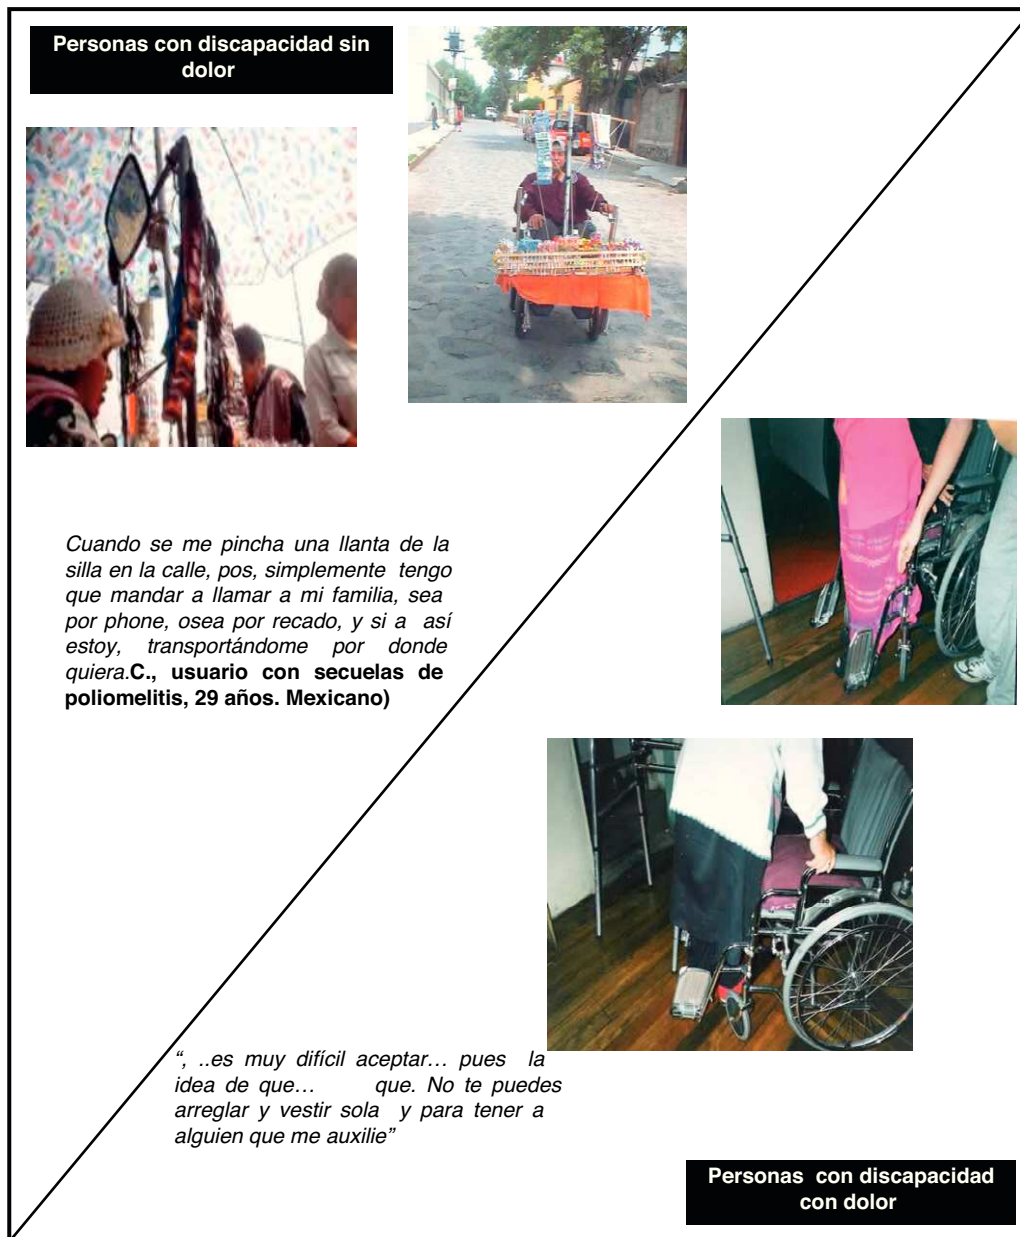 Personas con discapacidad sin
dolor
Cuando se me pincha una llanta de la
silla en la calle, pos, simplemente tengo
que mandar a llamar a mi familia, sea
por phone, osea por recado, y si a así
estoy, transportándome por donde
quiera.C., usuario con secuelas de
poliomelitis, 29 años. Mexicano)
“, ..es muy difícil aceptar… pues la
idea de que… que. No te puedes
arreglar y vestir sola y para tener a
alguien que me auxilie”
Personas con discapacidad
con dolor